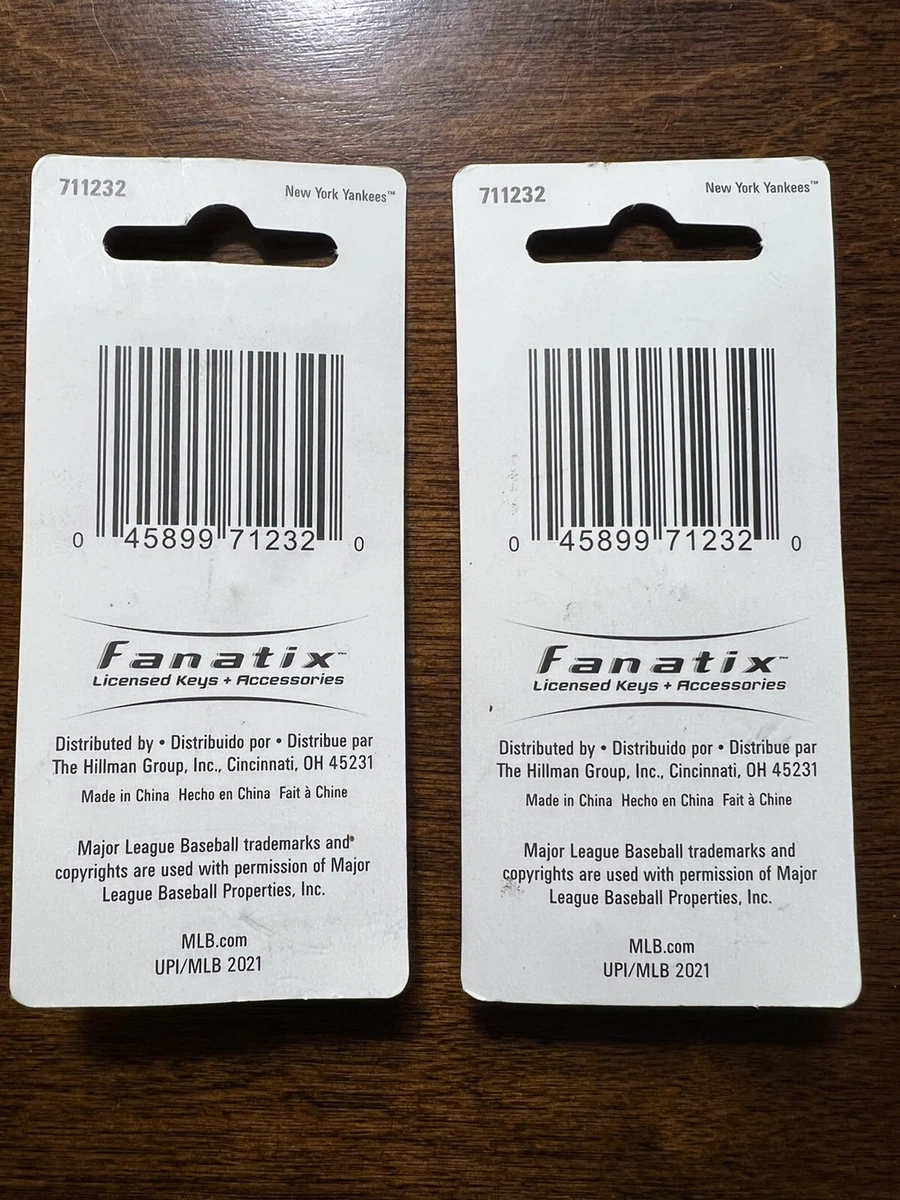 711232
New York Yankees™
0 45899 71232 0
Fanatix™
Licensed Keys + Accessories
Distributed by • Distribuido por • Distribue par
The Hillman Group, Inc., Cincinnati, OH 45231
Made in China Hecho en China Fait à Chine
Major League Baseball trademarks and
copyrights are used with permission of Major
League Baseball Properties, Inc.
MLB.com
UPI/MLB 2021
711232
New York Yankees™
0 45899 71232 0
Fanatix™
Licensed Keys + Accessories
Distributed by • Distribuido por • Distribue par
The Hillman Group, Inc., Cincinnati, OH 45231
Made in China Hecho en China Fait à Chine
Major League Baseball trademarks and
copyrights are used with permission of Major
League Baseball Properties, Inc.
MLB.com
UPI/MLB 2021